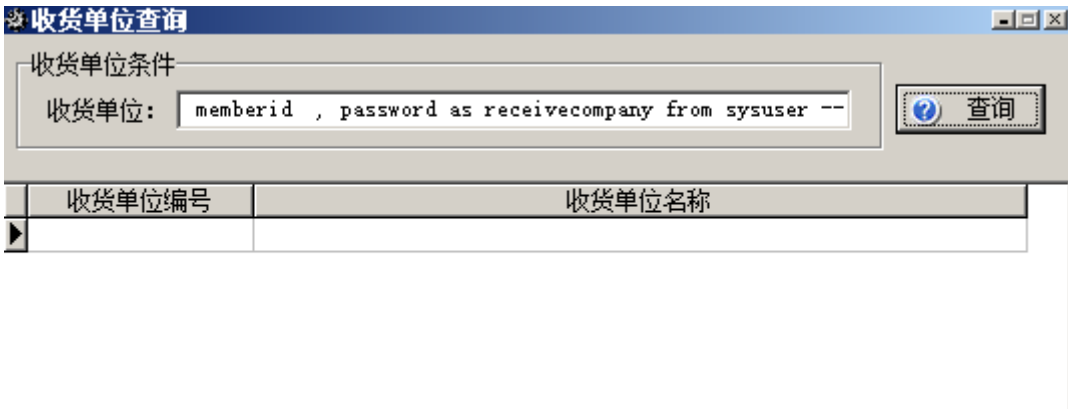 收货单位查询
收货单位条件
收货单位： memberid , password as receivecompany from sysuser --
查询
收货单位编号 收货单位名称